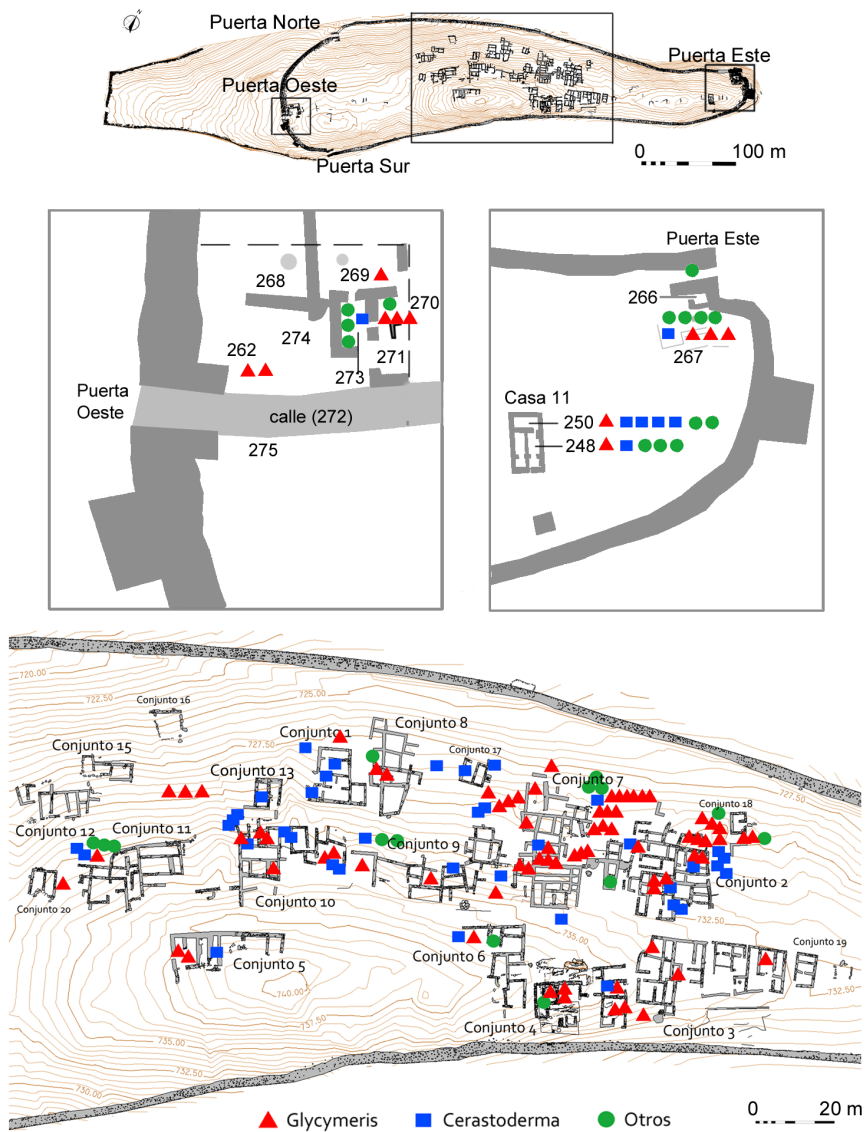 Puerta Norte
Puerta Este
Puerta Oeste
Puerta Sur
0 100 m
268
269
270
274
271
262
273
Puerta
Oeste
calle (272)
275
Puerta Este
266
267
Casa 11
250
248
720.00
722.50
Conjunto 16
725.00
Conjunto 8
Conjunto 1
727.50
Conjunto 15
Conjunto 17
Conjunto 13
Conjunto 7
727.50
Conjunto 18
Conjunto 12
Conjunto 11
Conjunto 9
Conjunto 20
Conjunto 2
Conjunto 10
732.50
735.00
Conjunto 19
Conjunto 6
Conjunto 5
732.50
740.00
737.50
Conjunto 4
Conjunto 3
735.00
730.00
Glycymeris
Cerastoderma
Otros
0 20 m